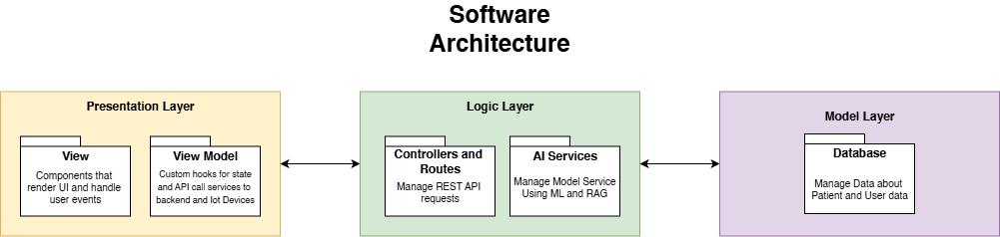 Software
Architecture
Presentation Layer
View
Components that
render UI and handle
user events
View Model
Custom hooks for state
and API call services to
backend and Iot Devices
Logic Layer
Controllers and
Routes
Manage REST API
requests
AI Services
Manage Model Service
Using ML and RAG
Model Layer
Database
Manage Data about
Patient and User data